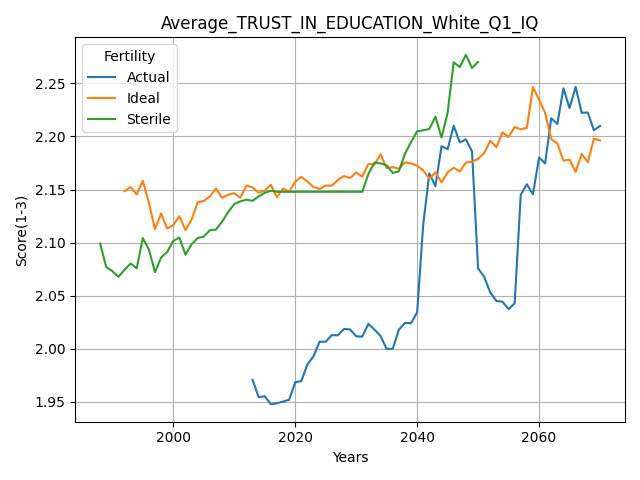 Average_TRUST_IN_EDUCATION_White_Q1_IQ
Fertility
Actual
Ideal
Sterile
Score(1-3)
2.25
2.20
2.15
2.10
2.05
2.00
1.95
2000
2020
2040
2060
Years